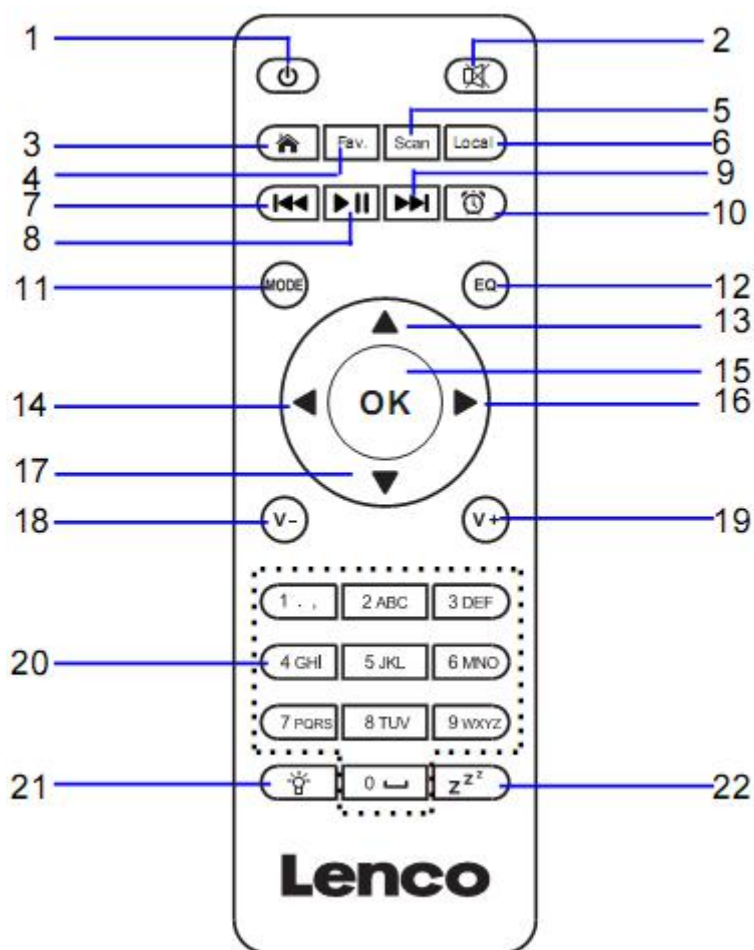 1 2
5
3 Fav. Scan Local 6
4 9
7
8 10
11 MODE EQ 12
13
15
14 OK 16
17
18 V- V+ 19
1 . , 2 ABC 3 DEF
20 4 GHI 5 JKL 6 MNO
7 PQRS 8 TUV 9 WXYZ
21 0 zzz 22
Lenco